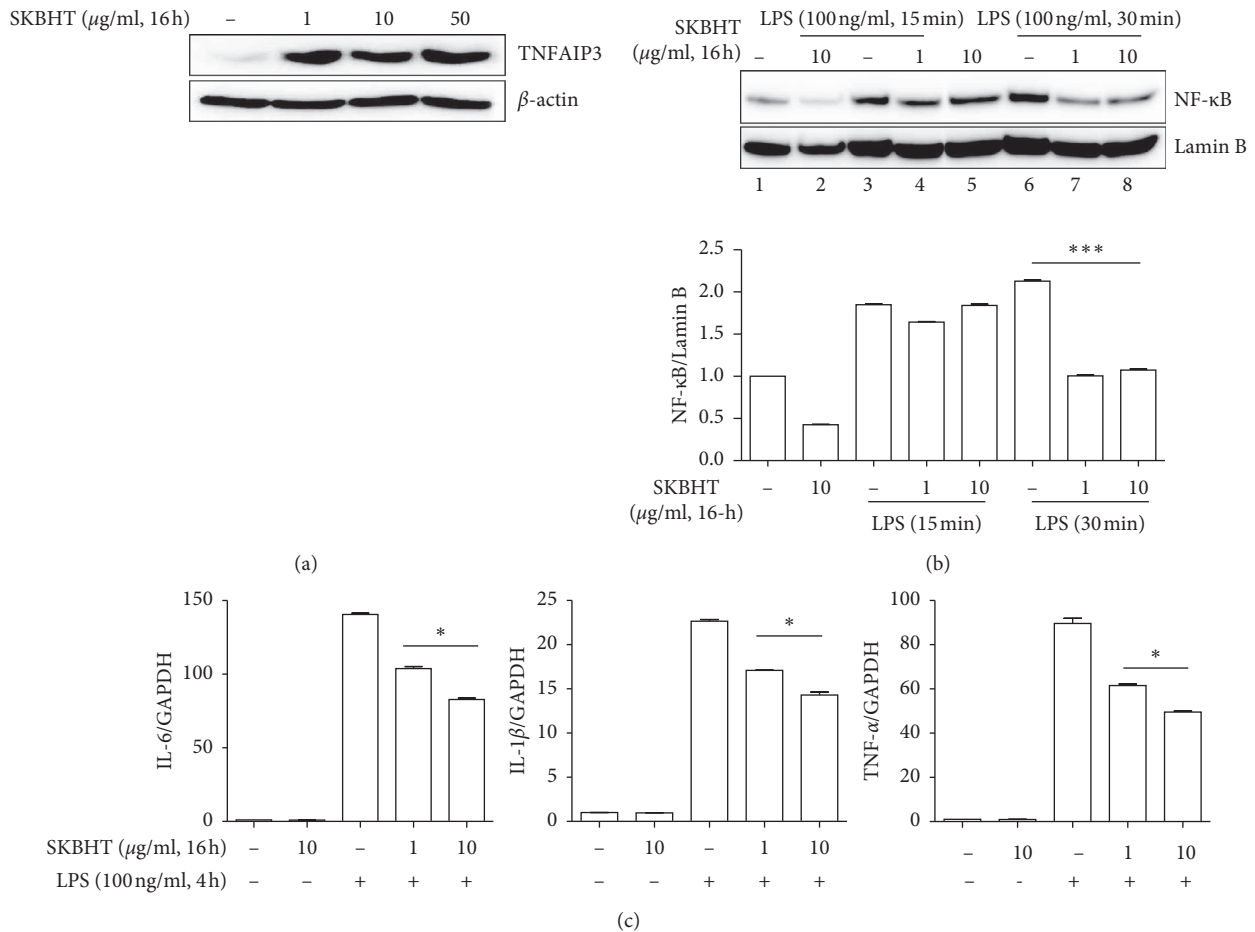 SKBHT (μg/ml, 16h) – 1 10 50
TNFAIP3
β-actin
LPS (100 ng/ml, 15 min) LPS (100 ng/ml, 30 min)
SKBHT
(μg/ml, 16h) – 10 – 1 10 – 1 10
NF-κB
Lamin B
1 2 3 4 5 6 7 8
NF-κB/Lamin B
2.5
2.0
1.5
1.0
0.5
0.0
***
SKBHT – 10 – 1 10 – 1 10
(μg/ml, 16-h)
LPS (15 min) LPS (30 min)
(a)
(b)
IL-6/GAPDH
150
100
50
0
*
IL-1β/GAPDH
25
20
15
10
5
0
*
TNF-α/GAPDH
100
80
60
40
20
0
*
SKBHT (μg/ml, 16h) – 10 – 1 10 – 10 – 1 10 – 10 – 1 10
LPS (100 ng/ml, 4h) – – + + + – – + + + – - + + +
(c)